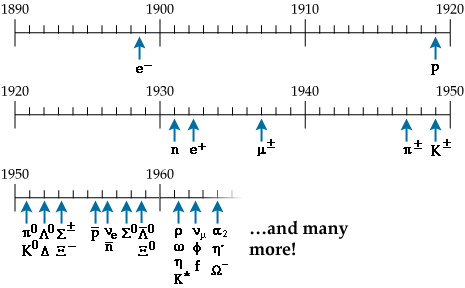 1890 1900 1910 1920
e⁻ p
1920 1930 1940 1950
n e⁺ μ± π± K±
1950 1960
π⁰ Λ⁰ Σ± p̅ νₑ Σ⁰ Λ̅⁰ ρ ν_μ α₂
K⁰ Δ Ξ⁻ n̅ Ξ⁰ ω ϕ η′
η f Ω⁻
K*
...and many
more!